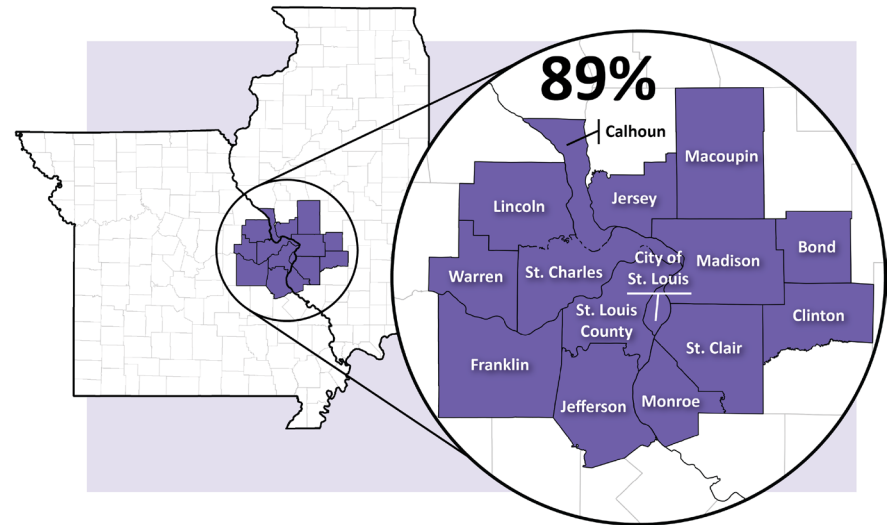 89%
Calhoun
Macoupin
Jersey
Lincoln
Bond
City of
St. Louis
Madison
St. Charles
Warren
St. Louis
County
Clinton
St. Clair
Franklin
Jefferson
Monroe